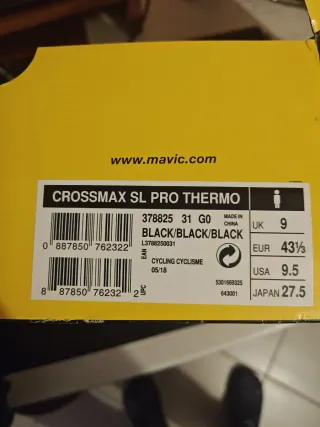 www.mavic.com
CROSSMAX SL PRO THERMO
378825 31 G0 MADE IN CHINA
BLACK/BLACK/BLACK
L3788250031
0 887850 762322
EAN
CYCLING CYCLISME
05/18
8 87850 76232 2
UPC
5301668325
643001
UK 9
EUR 43⅓
USA 9.5
JAPAN 27.5